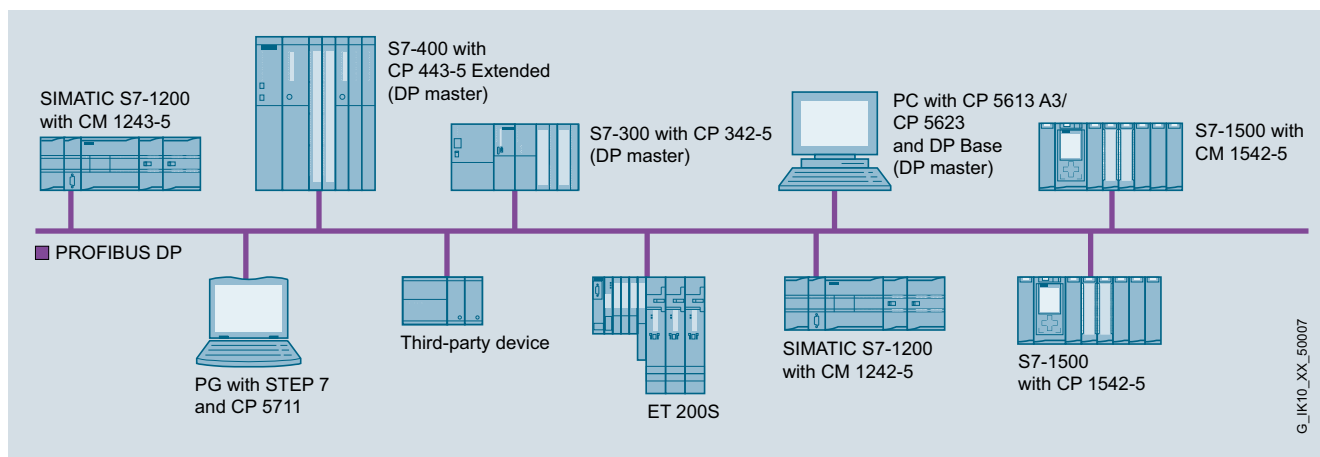 S7-400 with
CP 443-5 Extended
(DP master)
SIMATIC S7-1200
with CM 1243-5
S7-300 with CP 342-5
(DP master)
PC with CP 5613 A3/
CP 5623
and DP Base
(DP master)
S7-1500 with
CM 1542-5
PROFIBUS DP
PG with STEP 7
and CP 5711
Third-party device
ET 200S
SIMATIC S7-1200
with CM 1242-5
S7-1500
with CP 1542-5
G_IK10_XX_50007